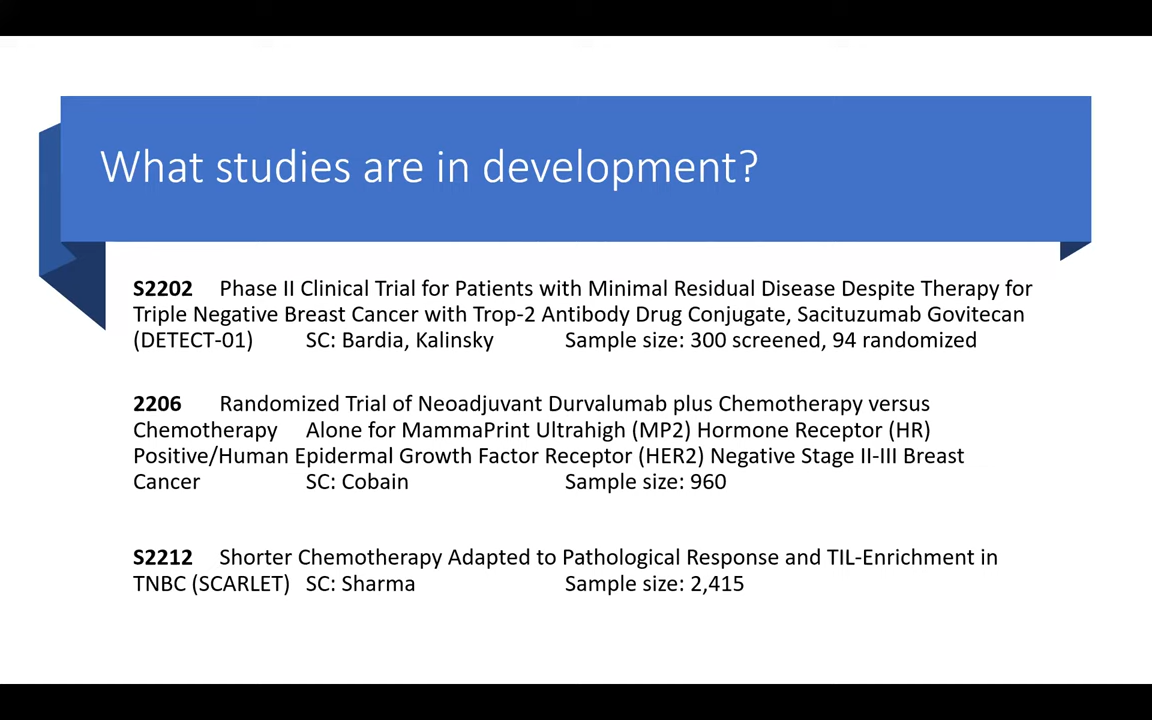 What studies are in development?
S2202 Phase II Clinical Trial for Patients with Minimal Residual Disease Despite Therapy for
Triple Negative Breast Cancer with Trop-2 Antibody Drug Conjugate, Sacituzumab Govitecan
(DETECT-01) SC: Bardia, Kalinsky Sample size: 300 screened, 94 randomized
2206 Randomized Trial of Neoadjuvant Durvalumab plus Chemotherapy versus
Chemotherapy Alone for MammaPrint Ultrahigh (MP2) Hormone Receptor (HR)
Positive/Human Epidermal Growth Factor Receptor (HER2) Negative Stage II-III Breast
Cancer SC: Cobain Sample size: 960
S2212 Shorter Chemotherapy Adapted to Pathological Response and TIL-Enrichment in
TNBC (SCARLET) SC: Sharma Sample size: 2,415